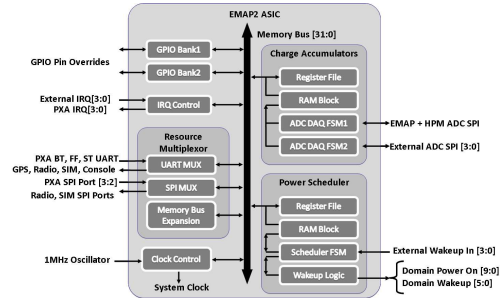 EMAP2 ASIC
Memory Bus [31:0]
GPIO Pin Overrides
GPIO Bank1
GPIO Bank2
External IRQ[3:0]
PXA IRQ[3:0]
IRQ Control
Resource
Multiplexor
PXA BT, FF, ST UART
GPS, Radio, SIM, Console
UART MUX
PXA SPI Port [3:2]
Radio, SIM SPI Ports
SPI MUX
Memory Bus
Expansion
1MHz Oscillator
Clock Control
System Clock
Charge Accumulators
Register File
RAM Block
ADC DAQ FSM1
EMAP + HPM ADC SPI
ADC DAQ FSM2
External ADC SPI [3:0]
Power Scheduler
Register File
RAM Block
Scheduler FSM
External Wakeup In [3:0]
Wakeup Logic
Domain Power On [9:0]
Domain Wakeup [5:0]